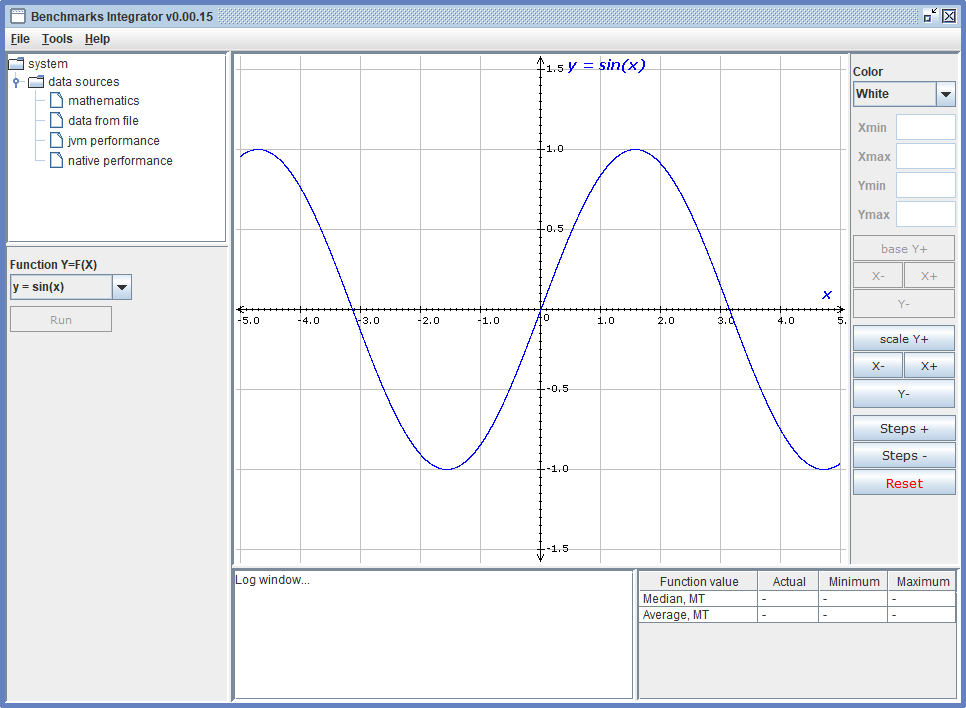 Benchmarks Integrator v0.00.15
File Tools Help
system
data sources
mathematics
data from file
jvm performance
native performance
Function Y=F(X)
y = sin(x)
Run
y = sin(x)
1.5
1.0
0.5
x
-5.0 -4.0 -3.0 -2.0 -1.0 0 1.0 2.0 3.0 4.0 5.
-0.5
-1.0
-1.5
Color
White
Xmin
Xmax
Ymin
Ymax
base Y+
X- X+
Y-
scale Y+
X- X+
Y-
Steps +
Steps -
Reset
Log window...
Function value Actual Minimum Maximum
Median, MT - - -
Average, MT - - -